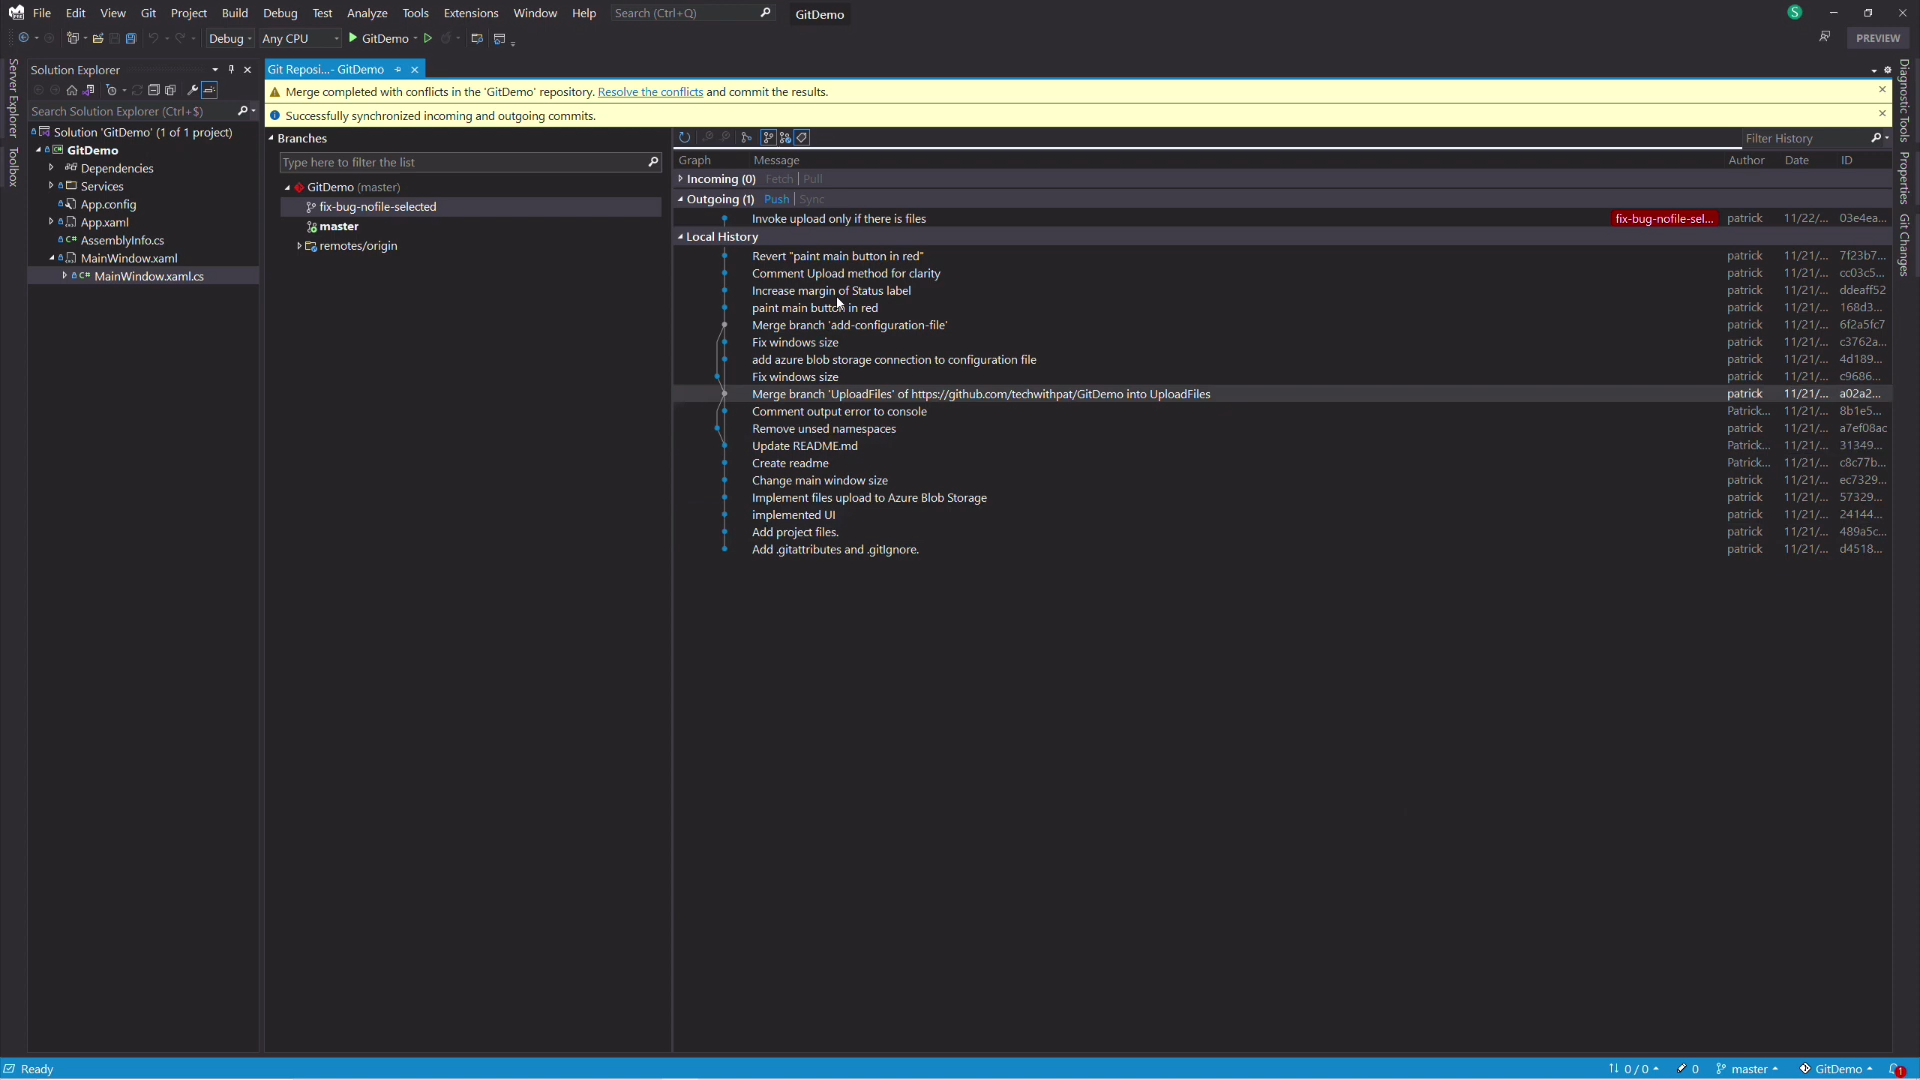 File Edit View Git Project Build Debug Test Analyze Tools Extensions Window Help Search (Ctrl+Q) GitDemo S
Debug Any CPU GitDemo PREVIEW
Server Explorer
Toolbox
Solution Explorer
Search Solution Explorer (Ctrl+$)
Solution 'GitDemo' (1 of 1 project)
GitDemo
Dependencies
Services
App.config
App.xaml
AssemblyInfo.cs
MainWindow.xaml
MainWindow.xaml.cs
Git Reposi...- GitDemo
Merge completed with conflicts in the 'GitDemo' repository. Resolve the conflicts and commit the results.
Successfully synchronized incoming and outgoing commits.
Branches
Type here to filter the list
GitDemo (master)
fix-bug-nofile-selected
master
remotes/origin
Filter History
Graph Message Author Date ID
Incoming (0) Fetch | Pull
Outgoing (1) Push | Sync
Invoke upload only if there is files fix-bug-nofile-sel... patrick 11/22/... 03e4ea...
Local History
Revert "paint main button in red" patrick 11/21/... 7f23b7...
Comment Upload method for clarity patrick 11/21/... cc03c5...
Increase margin of Status label patrick 11/21/... ddeaff52
paint main button in red patrick 11/21/... 168d3...
Merge branch 'add-configuration-file' patrick 11/21/... 6f2a5fc7
Fix windows size patrick 11/21/... c3762a...
add azure blob storage connection to configuration file patrick 11/21/... 4d189...
Fix windows size patrick 11/21/... c9686...
Merge branch 'UploadFiles' of https://github.com/techwithpat/GitDemo into UploadFiles patrick 11/21/... a02a2...
Comment output error to console Patrick... 11/21/... 8b1e5...
Remove unsed namespaces patrick 11/21/... a7ef08ac
Update README.md Patrick... 11/21/... 31349...
Create readme Patrick... 11/21/... c8c77b...
Change main window size patrick 11/21/... ec7329...
Implement files upload to Azure Blob Storage patrick 11/21/... 57329...
implemented UI patrick 11/21/... 24144...
Add project files. patrick 11/21/... 489a5c...
Add .gitattributes and .gitignore. patrick 11/21/... d4518...
Diagnostic Tools
Properties
Git Changes
Ready 0 / 0 0 master GitDemo 1